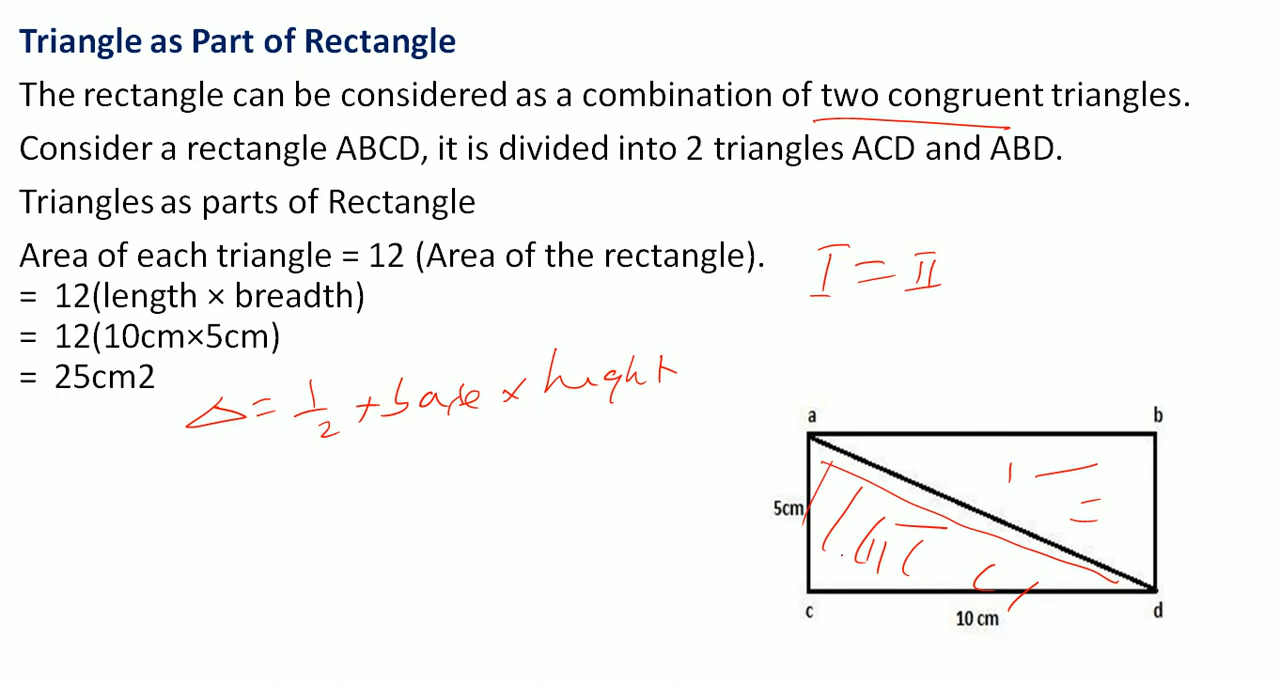 Triangle as Part of Rectangle
The rectangle can be considered as a combination of two congruent triangles.
Consider a rectangle ABCD, it is divided into 2 triangles ACD and ABD.
Triangles as parts of Rectangle
Area of each triangle = 12 (Area of the rectangle).
= 12(length × breadth)
= 12(10cm×5cm)
= 25cm2
I = II
Δ = 1/2 + base × height
a b
5cm
c d
10 cm